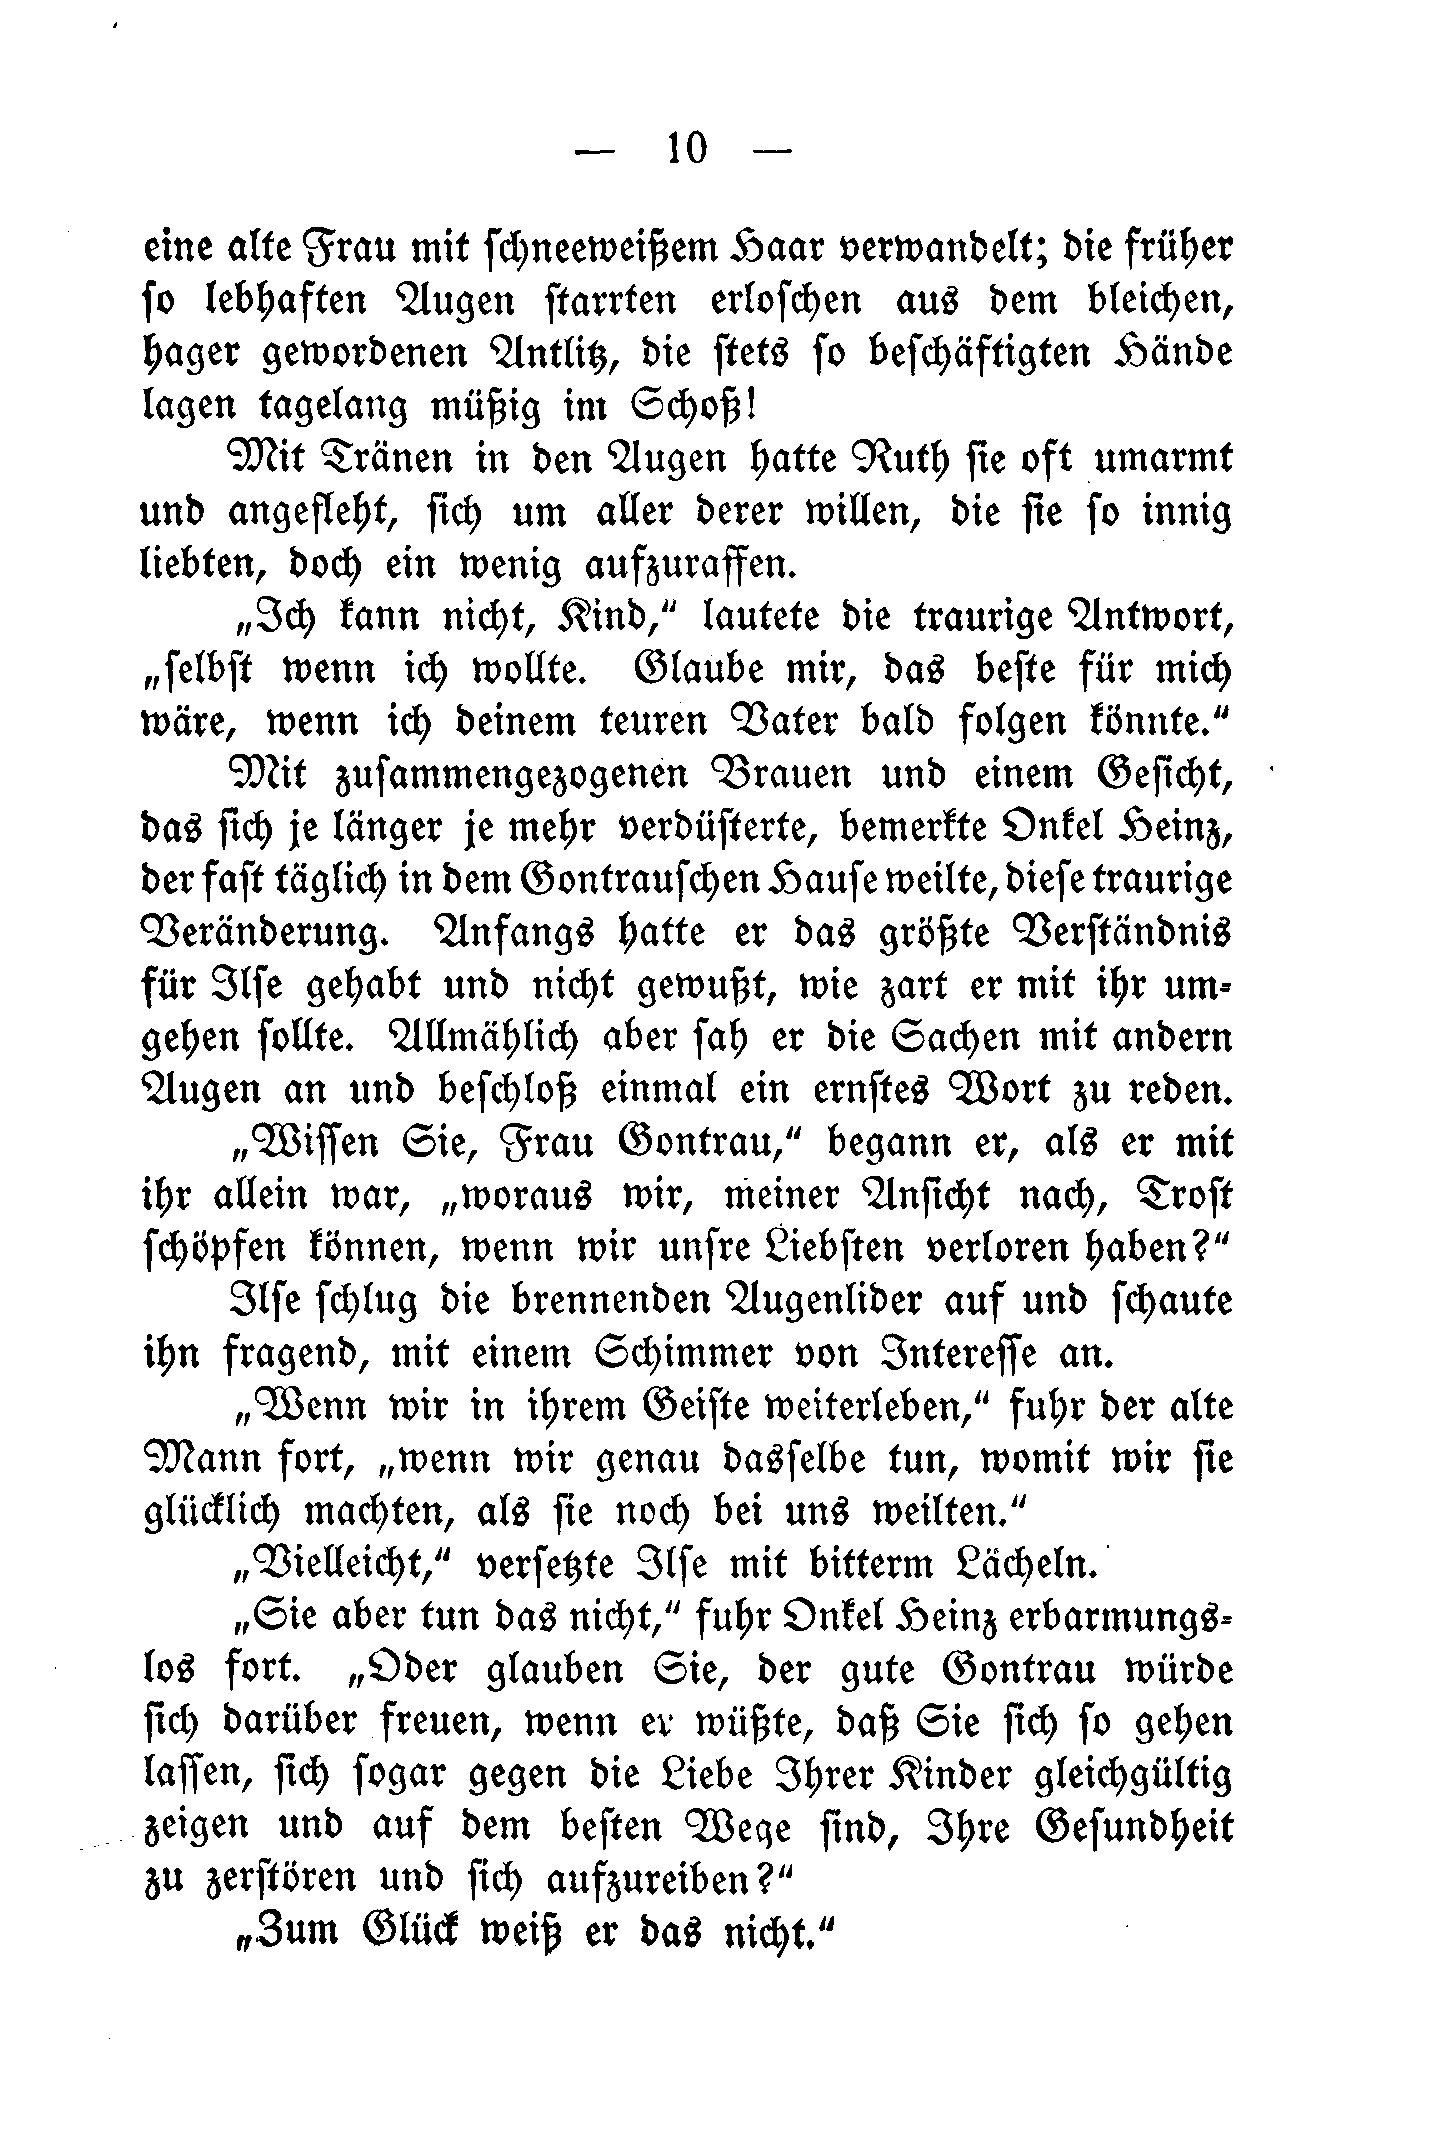 — 10 —
eine alte Frau mit schneeweißem Haar verwandelt; die früher
so lebhaften Augen starrten erloschen aus dem bleichen,
hager gewordenen Antlitz, die stets so beschäftigten Hände
lagen tagelang müßig im Schoß!
Mit Tränen in den Augen hatte Ruth sie oft umarmt
und angefleht, sich um aller derer willen, die sie so innig
liebten, doch ein wenig aufzuraffen.
„Ich kann nicht, Kind,“ lautete die traurige Antwort,
„selbst wenn ich wollte. Glaube mir, das beste für mich
wäre, wenn ich deinem teuren Vater bald folgen könnte.“
Mit zusammengezogenen Brauen und einem Gesicht,
das sich je länger je mehr verdüsterte, bemerkte Onkel Heinz,
der fast täglich in dem Gontrauschen Hause weilte, diese traurige
Veränderung. Anfangs hatte er das größte Verständnis
für Ilse gehabt und nicht gewußt, wie zart er mit ihr um-
gehen sollte. Allmählich aber sah er die Sachen mit andern
Augen an und beschloß einmal ein ernstes Wort zu reden.
„Wissen Sie, Frau Gontrau,“ begann er, als er mit
ihr allein war, „woraus wir, meiner Ansicht nach, Trost
schöpfen können, wenn wir unsre Liebsten verloren haben?“
Ilse schlug die brennenden Augenlider auf und schaute
ihn fragend, mit einem Schimmer von Interesse an.
„Wenn wir in ihrem Geiste weiterleben,“ fuhr der alte
Mann fort, „wenn wir genau dasselbe tun, womit wir sie
glücklich machten, als sie noch bei uns weilten.“
„Vielleicht,“ versetzte Ilse mit bitterm Lächeln.
„Sie aber tun das nicht,“ fuhr Onkel Heinz erbarmungs-
los fort. „Oder glauben Sie, der gute Gontrau würde
sich darüber freuen, wenn er wüßte, daß Sie sich so gehen
lassen, sich sogar gegen die Liebe Ihrer Kinder gleichgültig
zeigen und auf dem besten Wege sind, Ihre Gesundheit
zu zerstören und sich aufzureiben?“
„Zum Glück weiß er das nicht.“